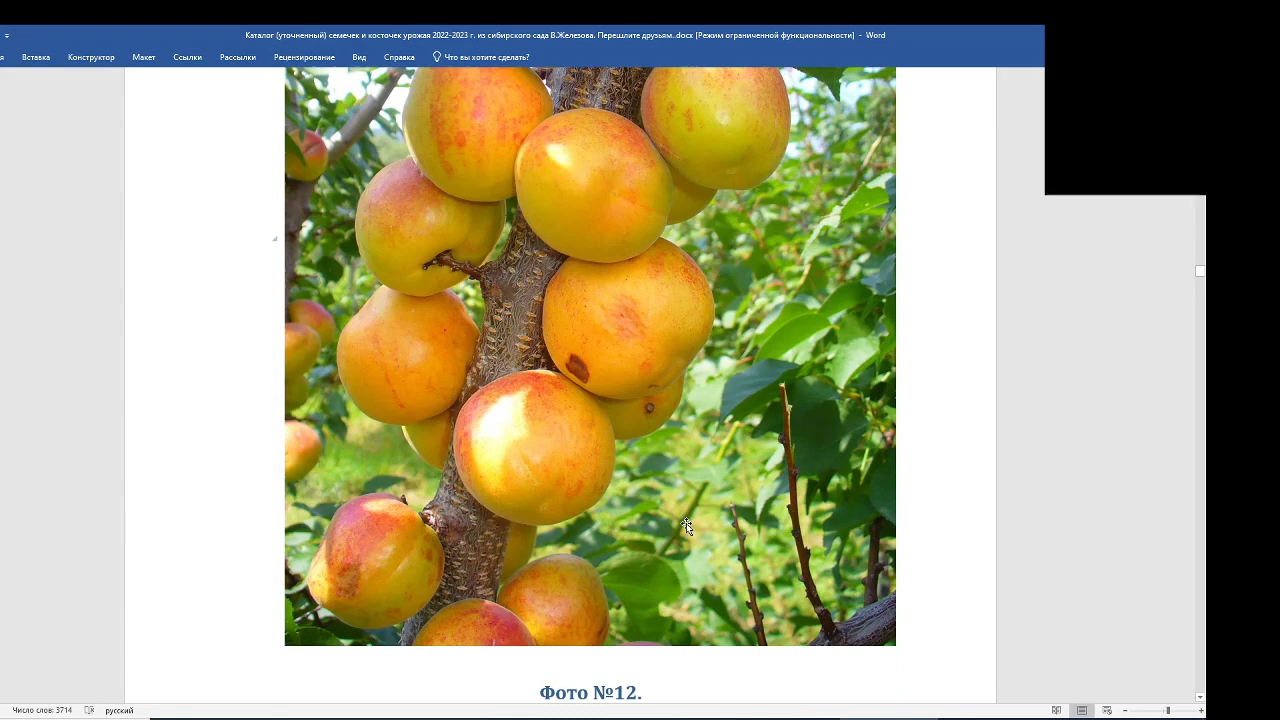 Каталог (уточненный) семечек и косточек урожая 2022-2023 г. из сибирского сада В.Железова. Перешлите друзьям..docx [Режим ограниченной функциональности] - Word
Вставка Конструктор Макет Ссылки Рассылки Рецензирование Вид Справка Что вы хотите сделать?
Фото №12.
Число слов: 3714 русский